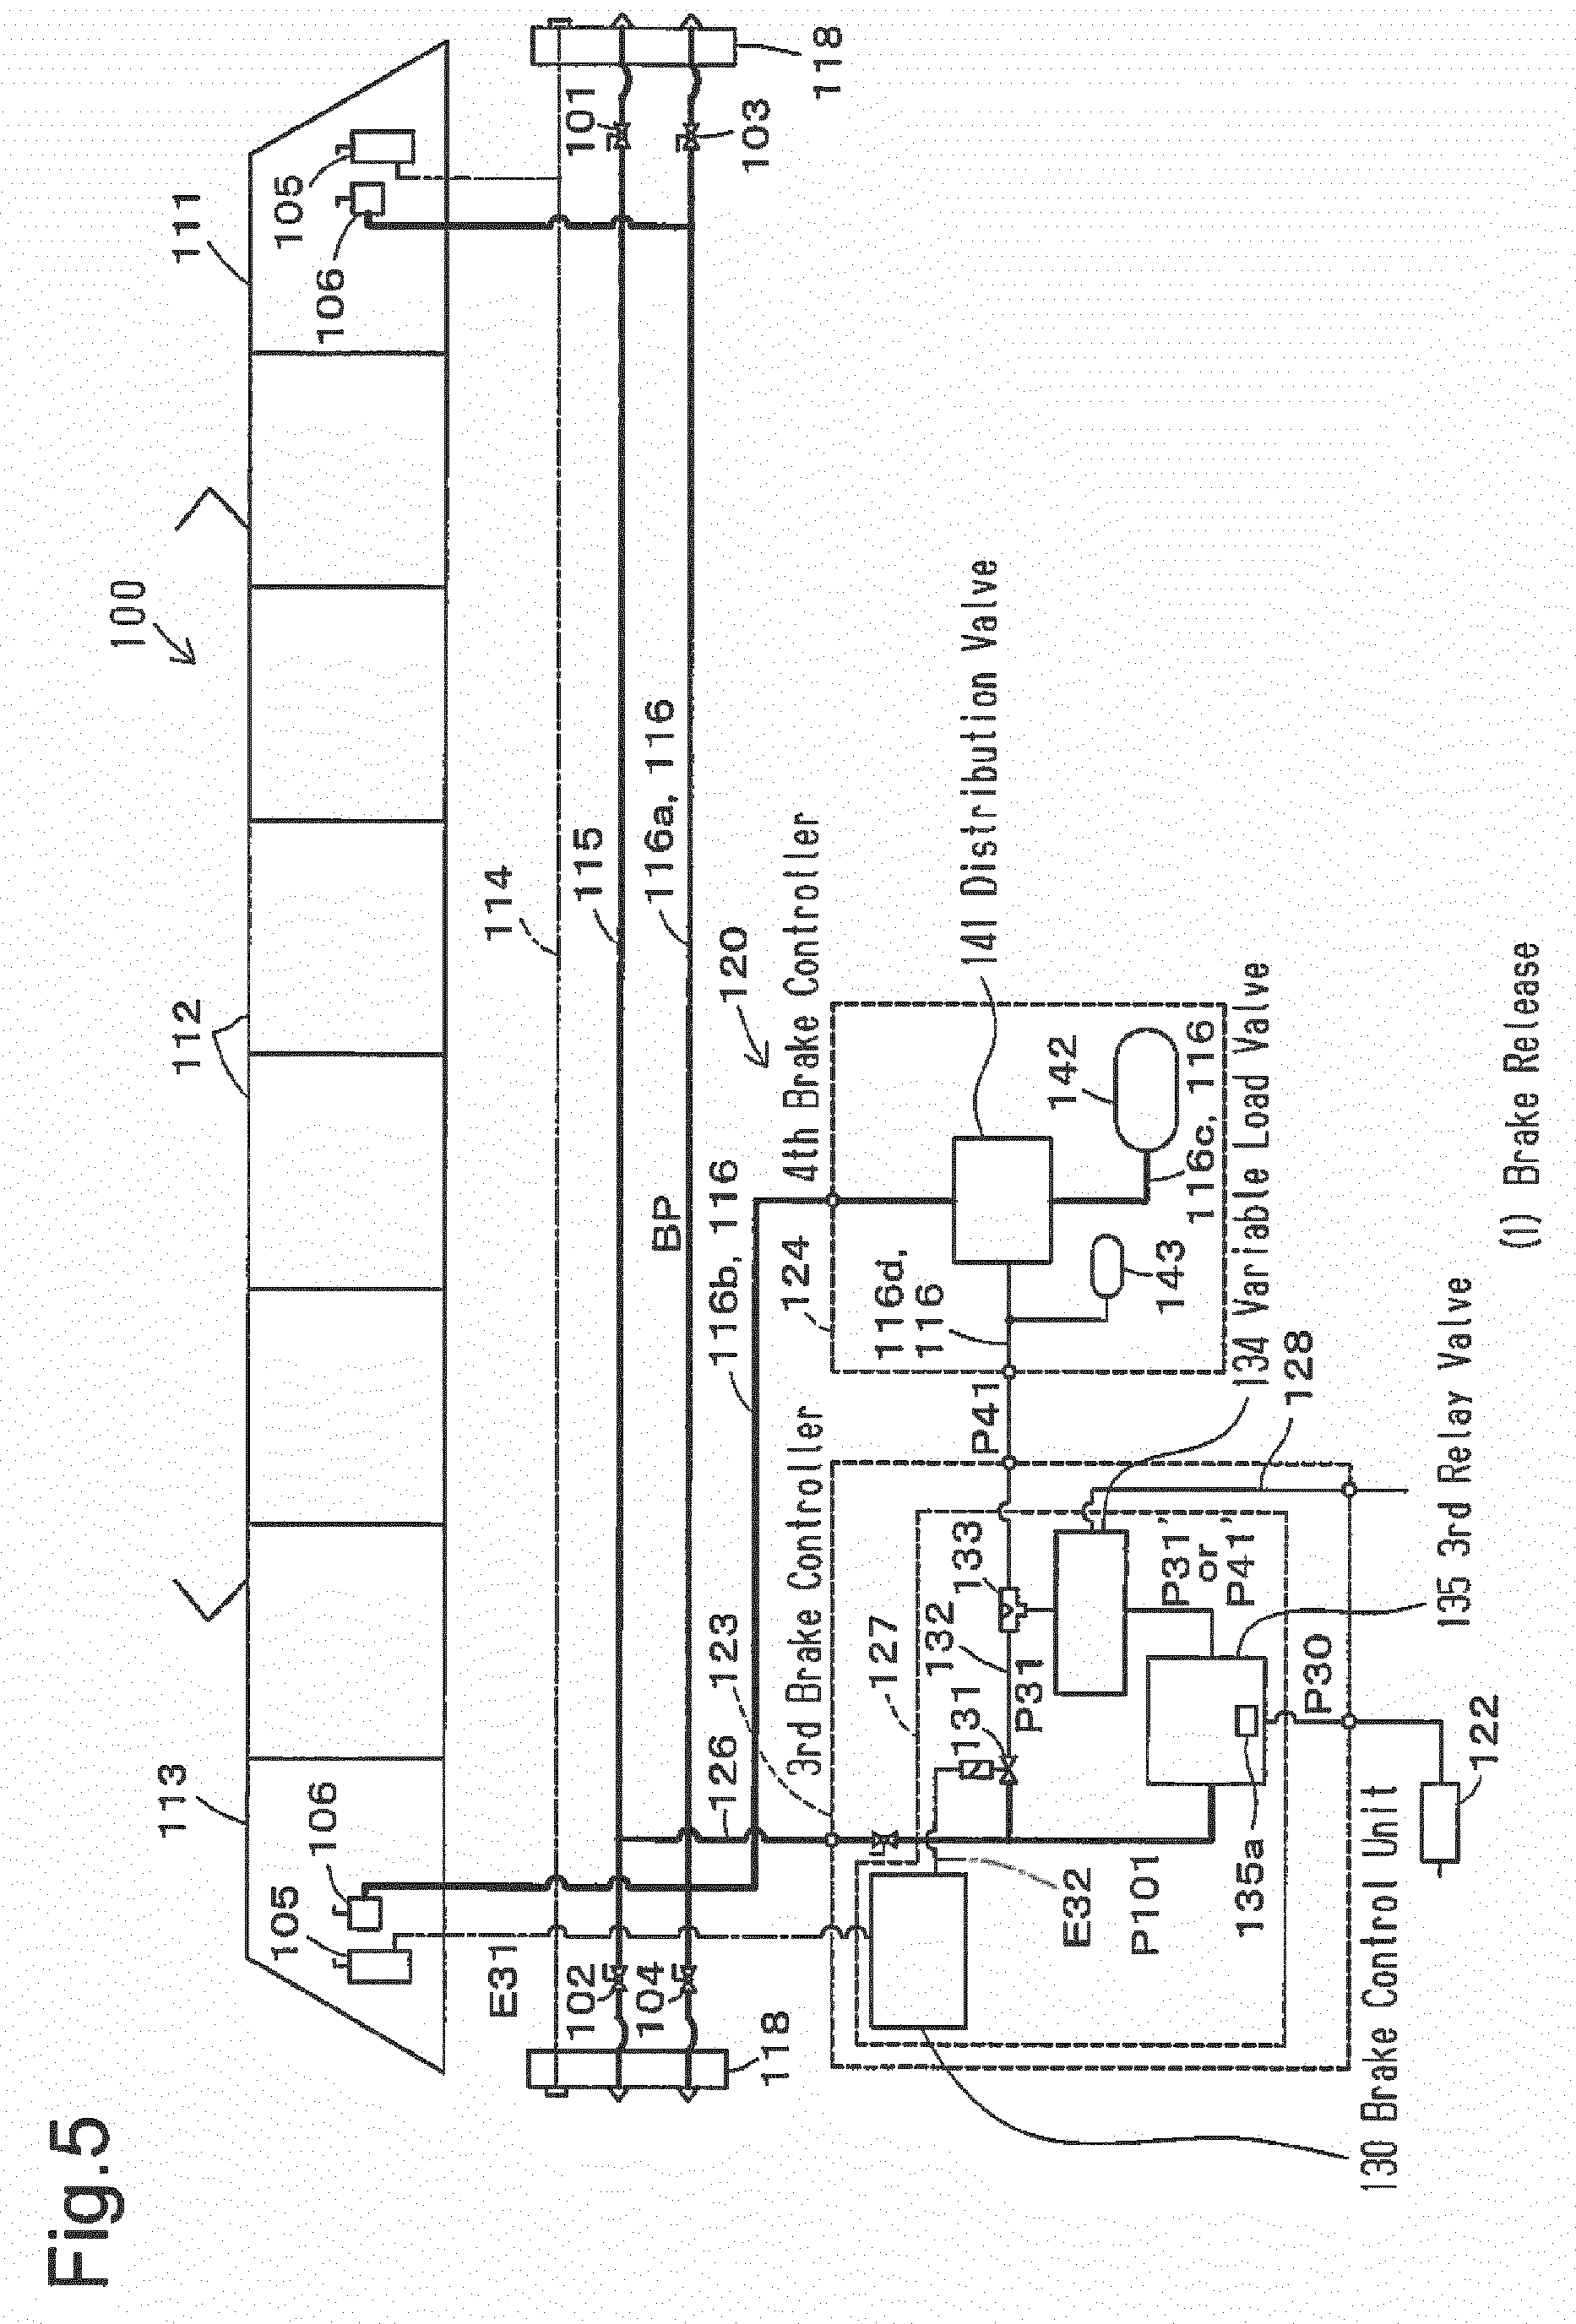 Fig.5
100
113
112
111
105
106
106
105
E31
114
115
116a, 116
BP
102
104
101
103
118
118
126
123
116b, 116
120
3rd Brake Controller
4th Brake Controller
127
124
132
133
131
P31
P41
116d,
116
141 Distribution Valve
142
143
116c, 116
134 Variable Load Valve
128
E32
P101
P31'
or
P41'
135a
P30
135 3rd Relay Valve
122
130 Brake Control Unit
(1) Brake Release